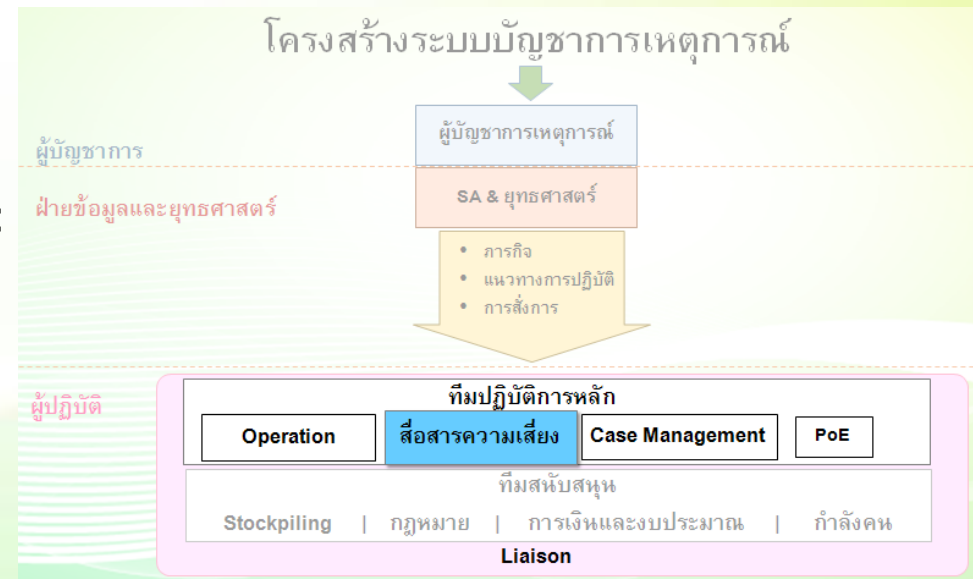 โครงสร้างระบบบัญชาการเหตุการณ์
ผู้บัญชาการเหตุการณ์
ผู้บัญชาการ
SA & ยุทธศาสตร์
ฝ่ายข้อมูลและยุทธศาสตร์
• ภารกิจ
• แนวทางการปฏิบัติ
• การสั่งการ
ผู้ปฏิบัติ
ทีมปฏิบัติการหลัก
Operation สื่อสารความเสี่ยง Case Management PoE
ทีมสนับสนุน
Stockpiling | กฎหมาย | การเงินและงบประมาณ | กำลังคน
Liaison